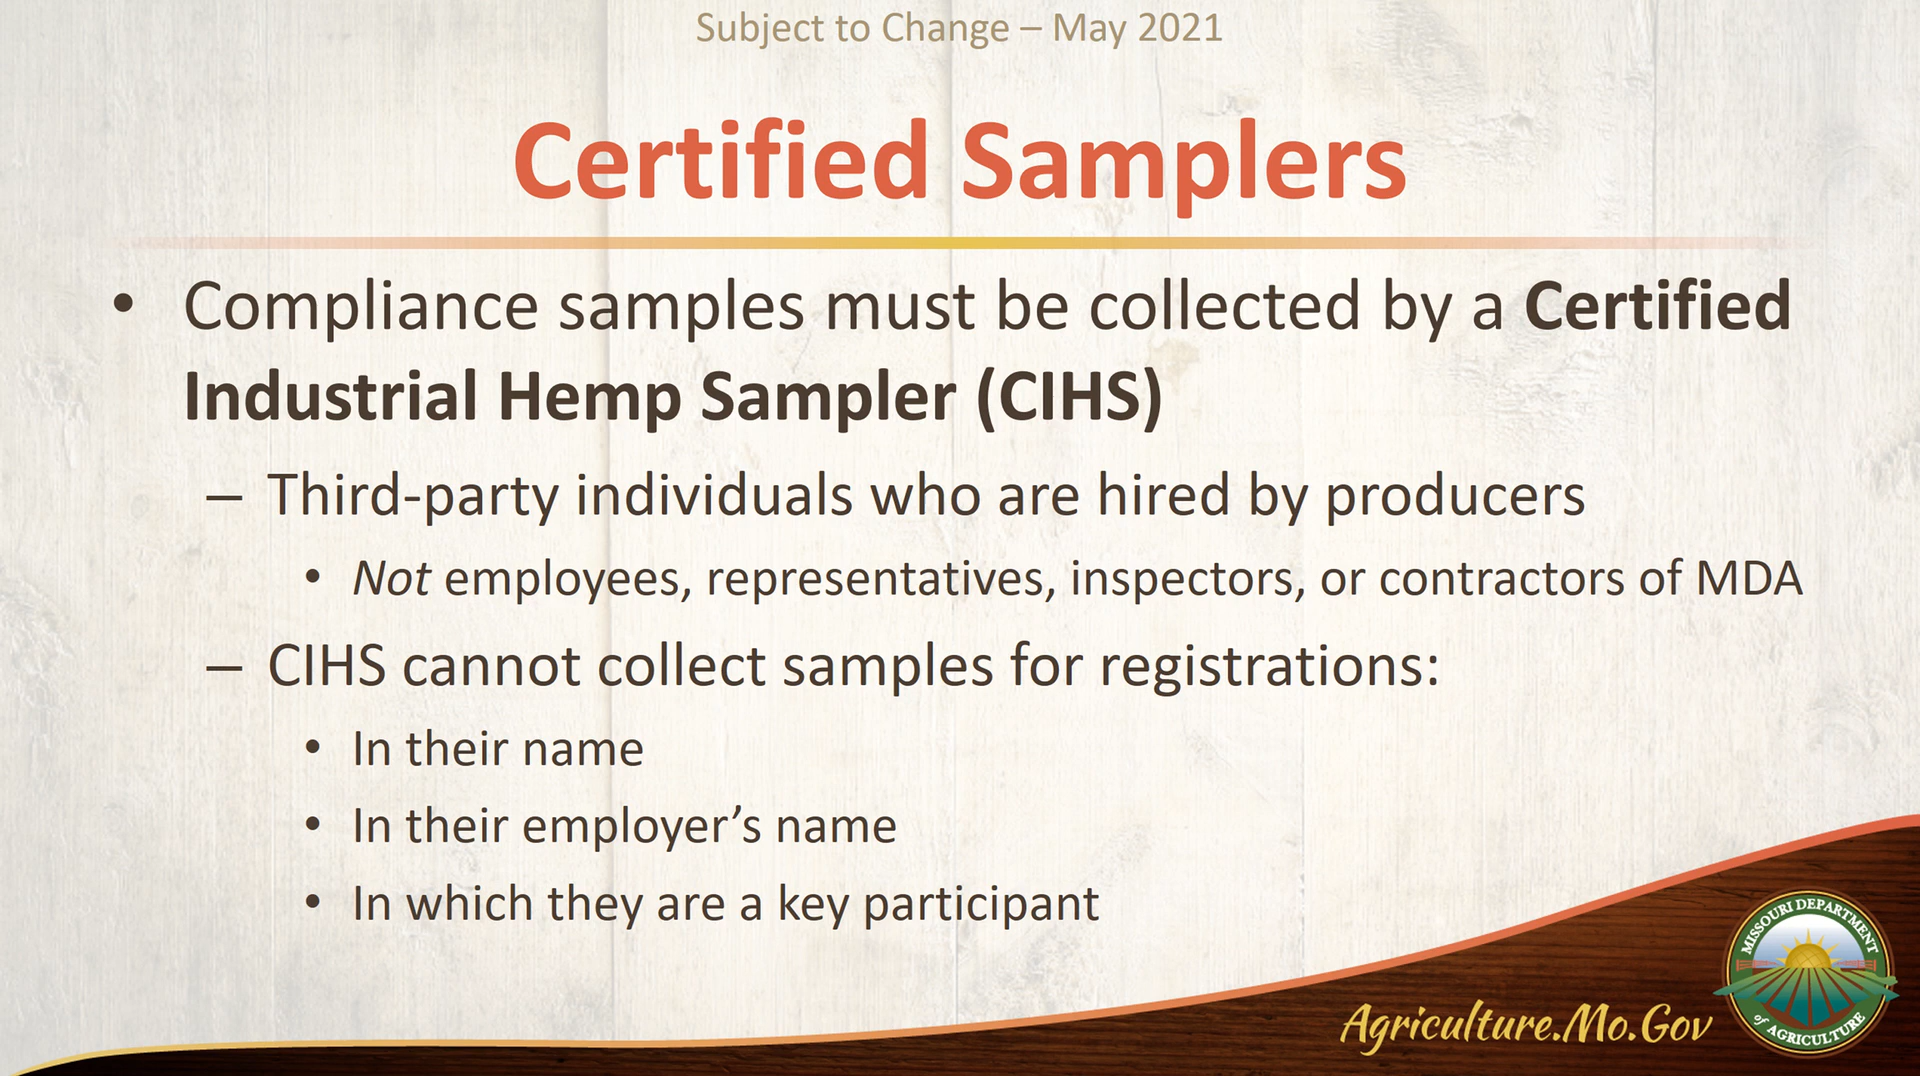 Subject to Change – May 2021
Certified Samplers
• Compliance samples must be collected by a Certified
Industrial Hemp Sampler (CIHS)
– Third-party individuals who are hired by producers
• Not employees, representatives, inspectors, or contractors of MDA
– CIHS cannot collect samples for registrations:
• In their name
• In their employer’s name
• In which they are a key participant
Agriculture.Mo.Gov
MISSOURI DEPARTMENT
of AGRICULTURE